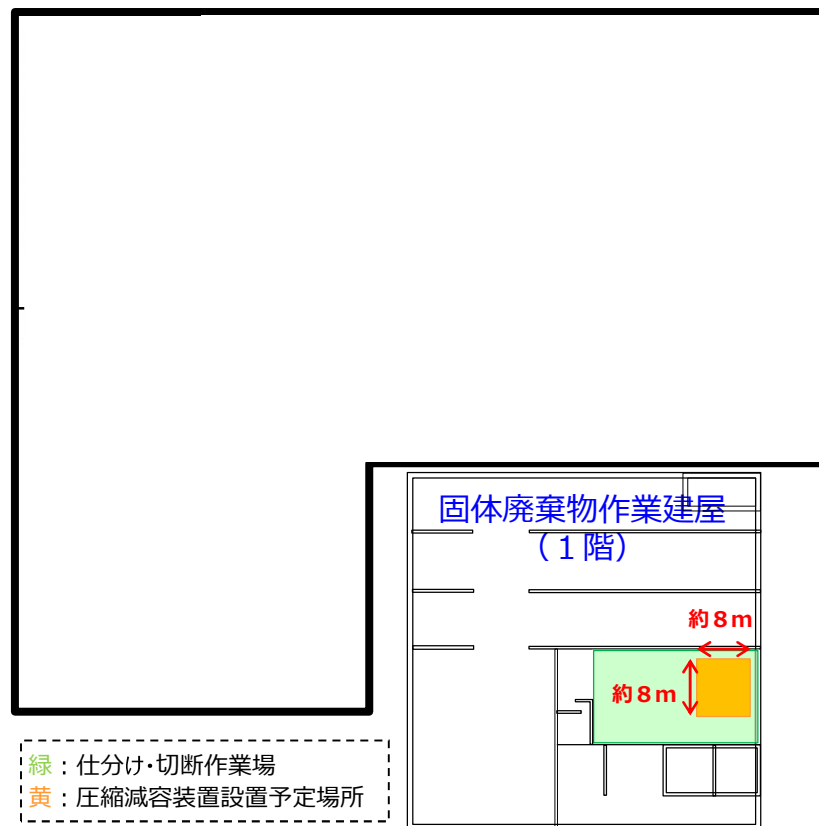 固体廃棄物作業建屋
（１階）
約８ｍ
約８ｍ
緑：仕分け･切断作業場
黄：圧縮減容装置設置予定場所